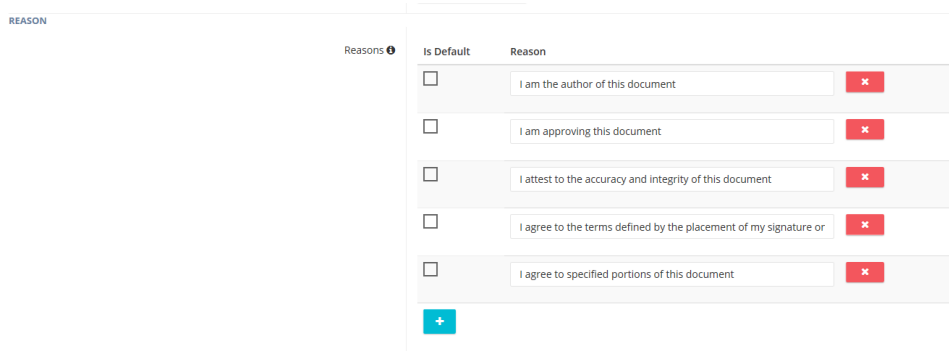 REASON
Reasons
Is Default Reason
I am the author of this document
I am approving this document
I attest to the accuracy and integrity of this document
I agree to the terms defined by the placement of my signature or
I agree to specified portions of this document